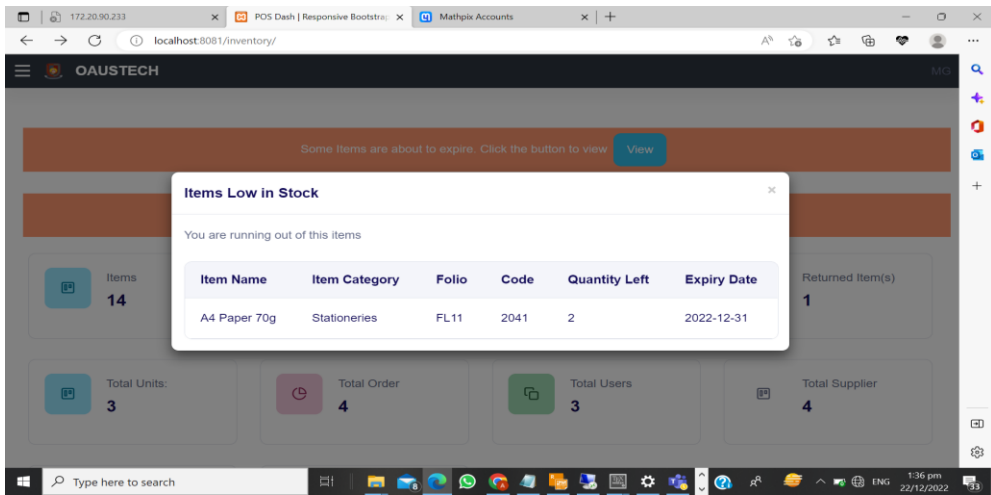 172.20.90.233
POS Dash | Responsive Bootstrap
Mathpix Accounts
localhost:8081/inventory/
OAUSTECH
MG
Some Items are about to expire. Click the button to view View
Items Low in Stock
×
You are running out of this items
Item Name Item Category Folio Code Quantity Left Expiry Date
A4 Paper 70g Stationeries FL11 2041 2 2022-12-31
Items
14
Returned Item(s)
1
Total Units:
3
Total Order
4
Total Users
3
Total Supplier
4
Type here to search
ENG
1:36 pm
22/12/2022
33